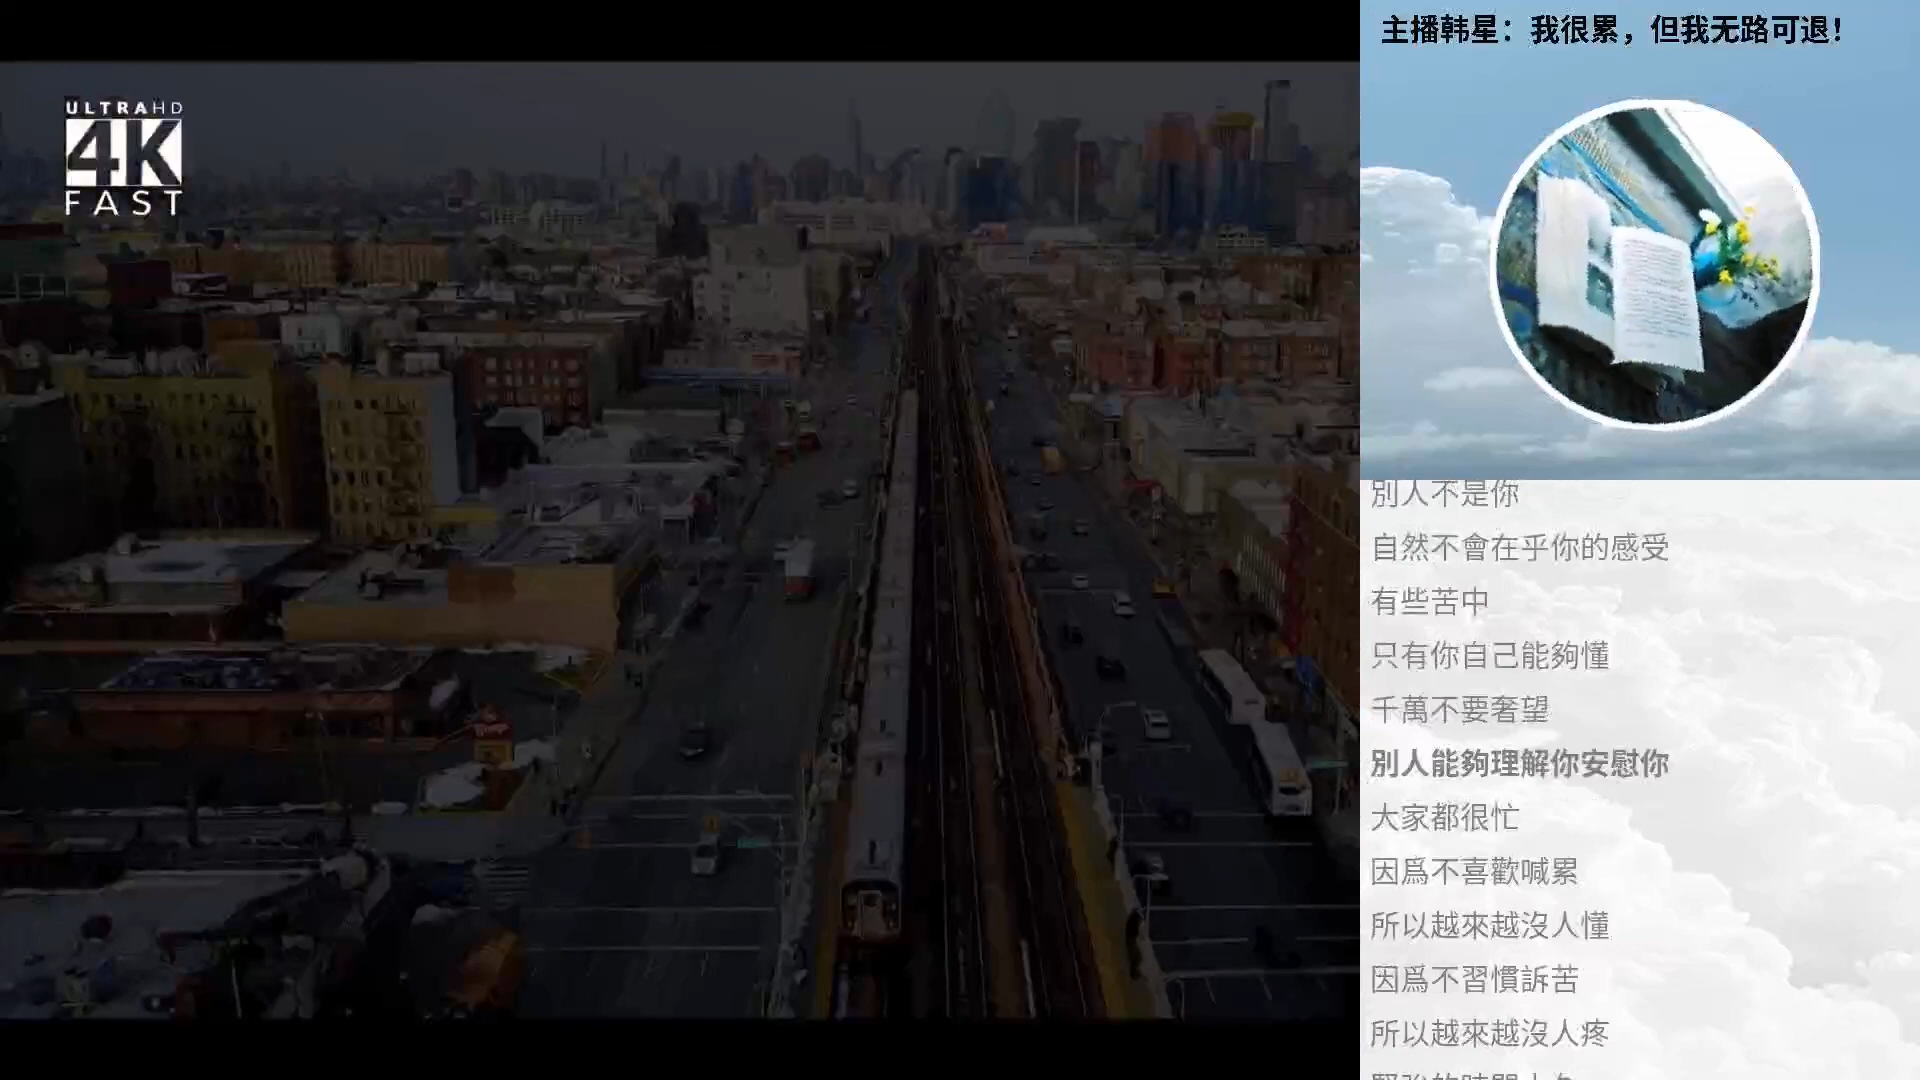 ULTRAHD
4K
FAST
主播韩星：我很累，但我无路可退！
別人不是你
自然不會在乎你的感受
有些苦中
只有你自己能夠懂
千萬不要奢望
別人能夠理解你安慰你
大家都很忙
因爲不喜歡喊累
所以越來越沒人懂
因爲不習慣訴苦
所以越來越沒人疼